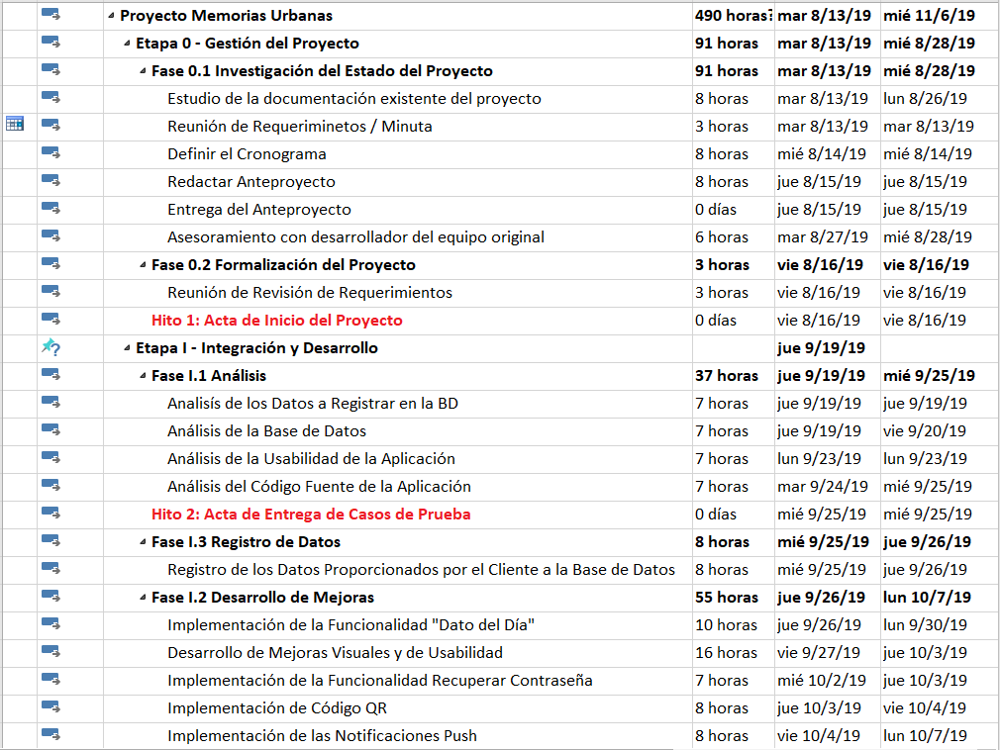 Proyecto Memorias Urbanas 490 horas? mar 8/13/19 mié 11/6/19
Etapa 0 - Gestión del Proyecto 91 horas mar 8/13/19 mié 8/28/19
Fase 0.1 Investigación del Estado del Proyecto 91 horas mar 8/13/19 mié 8/28/19
Estudio de la documentación existente del proyecto 8 horas mar 8/13/19 lun 8/26/19
Reunión de Requeriminetos / Minuta 3 horas mar 8/13/19 mar 8/13/19
Definir el Cronograma 8 horas mié 8/14/19 mié 8/14/19
Redactar Anteproyecto 8 horas jue 8/15/19 jue 8/15/19
Entrega del Anteproyecto 0 días jue 8/15/19 jue 8/15/19
Asesoramiento con desarrollador del equipo original 6 horas mar 8/27/19 mié 8/28/19
Fase 0.2 Formalización del Proyecto 3 horas vie 8/16/19 vie 8/16/19
Reunión de Revisión de Requerimientos 3 horas vie 8/16/19 vie 8/16/19
Hito 1: Acta de Inicio del Proyecto 0 días vie 8/16/19 vie 8/16/19
Etapa I - Integración y Desarrollo jue 9/19/19
Fase I.1 Análisis 37 horas jue 9/19/19 mié 9/25/19
Analisís de los Datos a Registrar en la BD 7 horas jue 9/19/19 jue 9/19/19
Análisis de la Base de Datos 7 horas jue 9/19/19 vie 9/20/19
Análisis de la Usabilidad de la Aplicación 7 horas lun 9/23/19 lun 9/23/19
Análisis del Código Fuente de la Aplicación 7 horas mar 9/24/19 mié 9/25/19
Hito 2: Acta de Entrega de Casos de Prueba 0 días mié 9/25/19 mié 9/25/19
Fase I.3 Registro de Datos 8 horas mié 9/25/19 jue 9/26/19
Registro de los Datos Proporcionados por el Cliente a la Base de Datos 8 horas mié 9/25/19 jue 9/26/19
Fase I.2 Desarrollo de Mejoras 55 horas jue 9/26/19 lun 10/7/19
Implementación de la Funcionalidad "Dato del Día" 10 horas jue 9/26/19 lun 9/30/19
Desarrollo de Mejoras Visuales y de Usabilidad 16 horas vie 9/27/19 jue 10/3/19
Implementación de la Funcionalidad Recuperar Contraseña 7 horas mié 10/2/19 jue 10/3/19
Implementación de Código QR 8 horas jue 10/3/19 vie 10/4/19
Implementación de las Notificaciones Push 8 horas vie 10/4/19 lun 10/7/19